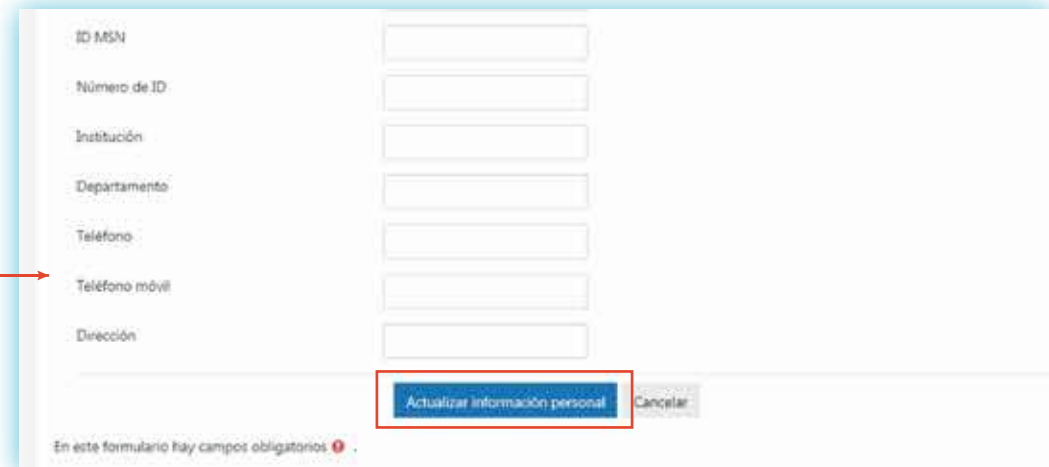 ID MSN
Número de ID
Institución
Departamento
Teléfono
Teléfono móvil
Dirección
Actualizar información personal Cancelar
En este formulario hay campos obligatorios .